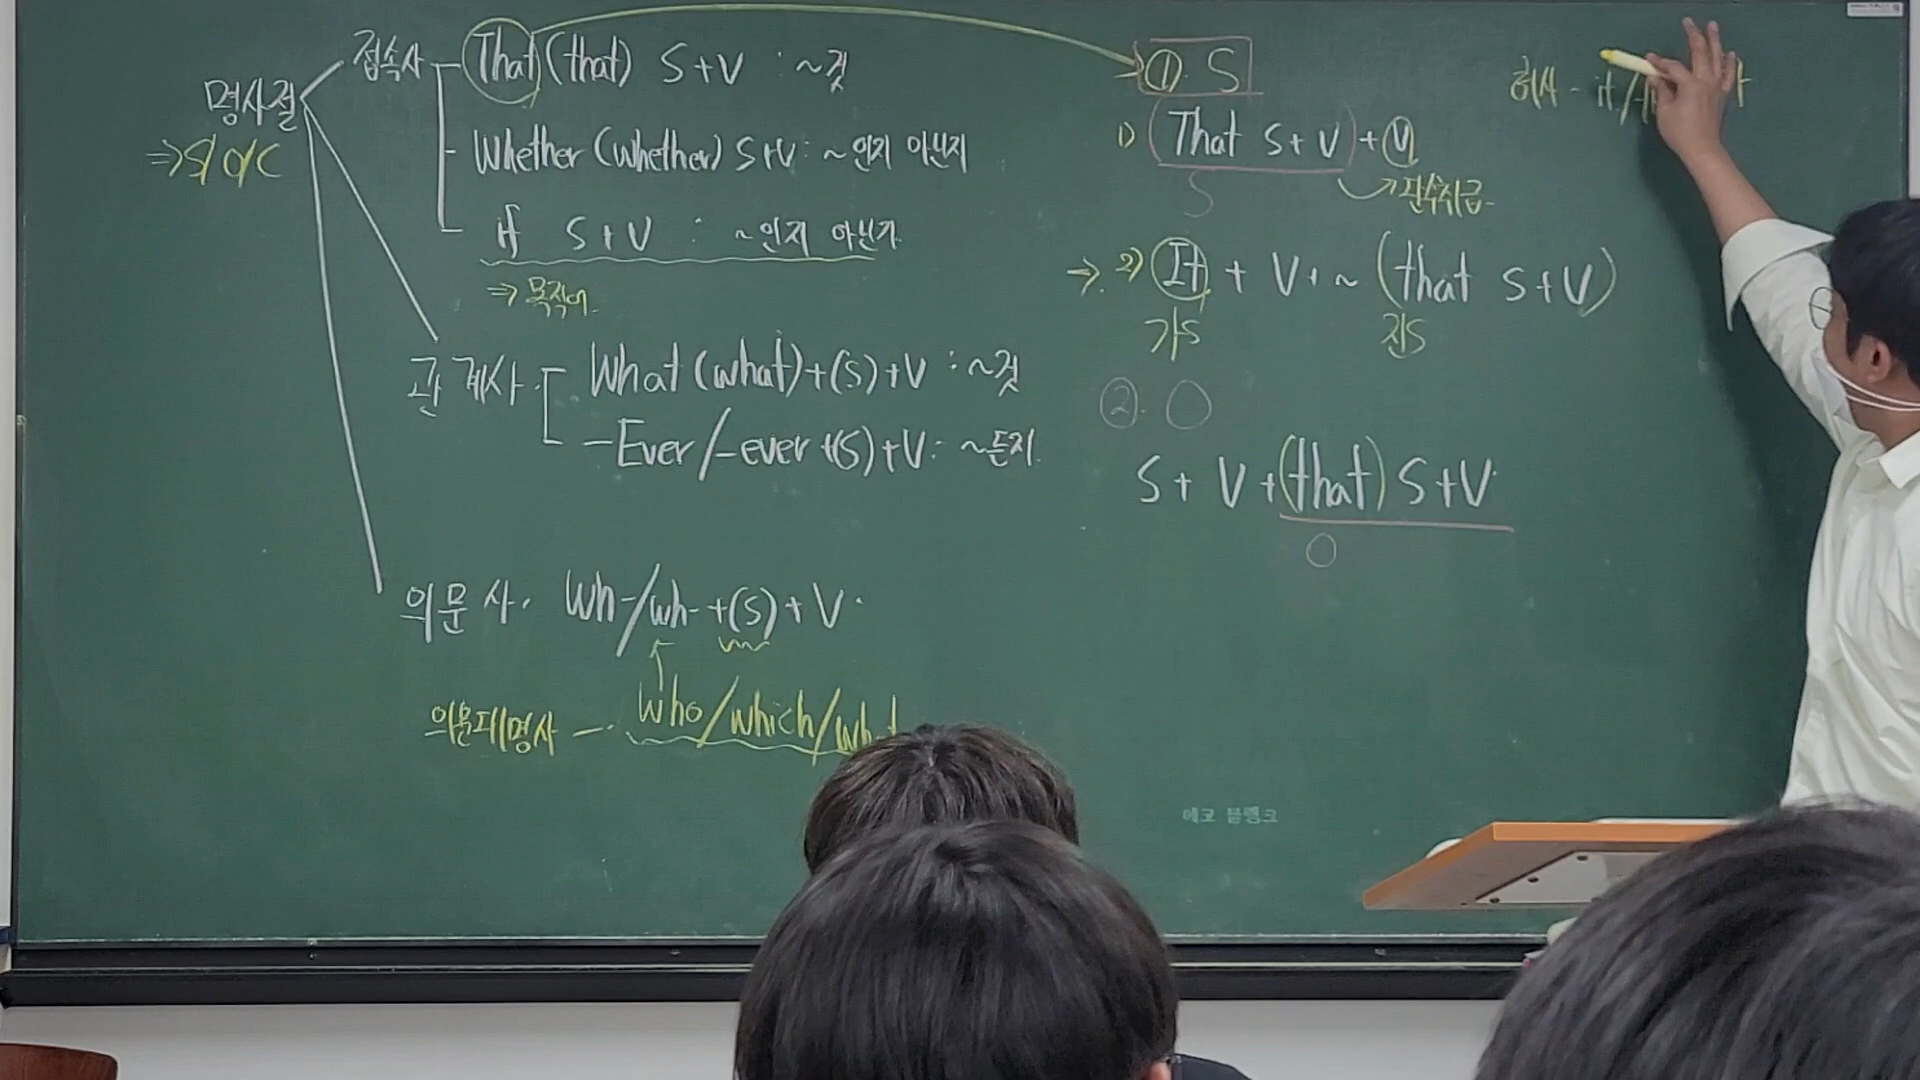 명사절
⇒ S/O/C
접속사
That (that) S+V : ~것
Whether (whether) S+V : ~인지 아닌지
if S+V : ~인지 아닌지
⇒ 목적어
관계사
What (what)+(S)+V : ~것
-Ever/-ever+(S)+V : ~든지
의문사. Wh-/wh-+(S)+V.
의문대명사 - who/which/what
① S
1) (That S+V)+V
S
→ 단수취급
→ 2) It + V + ~ (that S+V)
가S 진S
② O
S+V+(that) S+V
O
it/
에코 블랭크